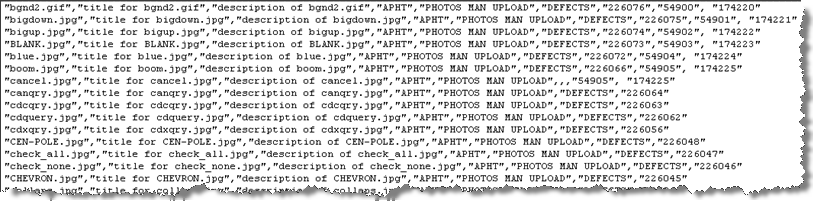 "bgnd2.gif","title for bgnd2.gif","description of bgnd2.gif","APHT","PHOTOS MAN UPLOAD","DEFECTS","226076","54900", "174220"
"bigdown.jpg","title for bigdown.jpg","description of bigdown.jpg","APHT","PHOTOS MAN UPLOAD","DEFECTS","226075","54901", "174221"
"bigup.jpg","title for bigup.jpg","description of bigup.jpg","APHT","PHOTOS MAN UPLOAD","DEFECTS","226074","54902", "174222"
"BLANK.jpg","title for BLANK.jpg","description of BLANK.jpg","APHT","PHOTOS MAN UPLOAD","DEFECTS","226073","54903", "174223"
"blue.jpg","title for blue.jpg","description of blue.jpg","APHT","PHOTOS MAN UPLOAD","DEFECTS","226072","54904", "174224"
"boom.jpg","title for boom.jpg","description of boom.jpg","APHT","PHOTOS MAN UPLOAD","DEFECTS","226066","54905", "174225"
"cancel.jpg","title for cancel.jpg","description of cancel.jpg","APHT","PHOTOS MAN UPLOAD",,,"54905", "174225"
"canqry.jpg","title for canqry.jpg","description of canqry.jpg","APHT","PHOTOS MAN UPLOAD","DEFECTS","226064"
"cdcqry.jpg","title for cdcqry.jpg","description of cdcqry.jpg","APHT","PHOTOS MAN UPLOAD","DEFECTS","226063"
"cdquery.jpg","title for cdquery.jpg","description of cdquery.jpg","APHT","PHOTOS MAN UPLOAD","DEFECTS","226062"
"cdxqry.jpg","title for cdxqry.jpg","description of cdxqry.jpg","APHT","PHOTOS MAN UPLOAD","DEFECTS","226056"
"CEN-POLE.jpg","title for CEN-POLE.jpg","description of CEN-POLE.jpg","APHT","PHOTOS MAN UPLOAD","DEFECTS","226048"
"check_all.jpg","title for check_all.jpg","description of check_all.jpg","APHT","PHOTOS MAN UPLOAD","DEFECTS","226047"
"check_none.jpg","title for check_none.jpg","description of check_none.jpg","APHT","PHOTOS MAN UPLOAD","DEFECTS","226046"
"CHEVRON.jpg","title for CHEVRON.jpg","description of CHEVRON.jpg","APHT","PHOTOS MAN UPLOAD","DEFECTS","226045"